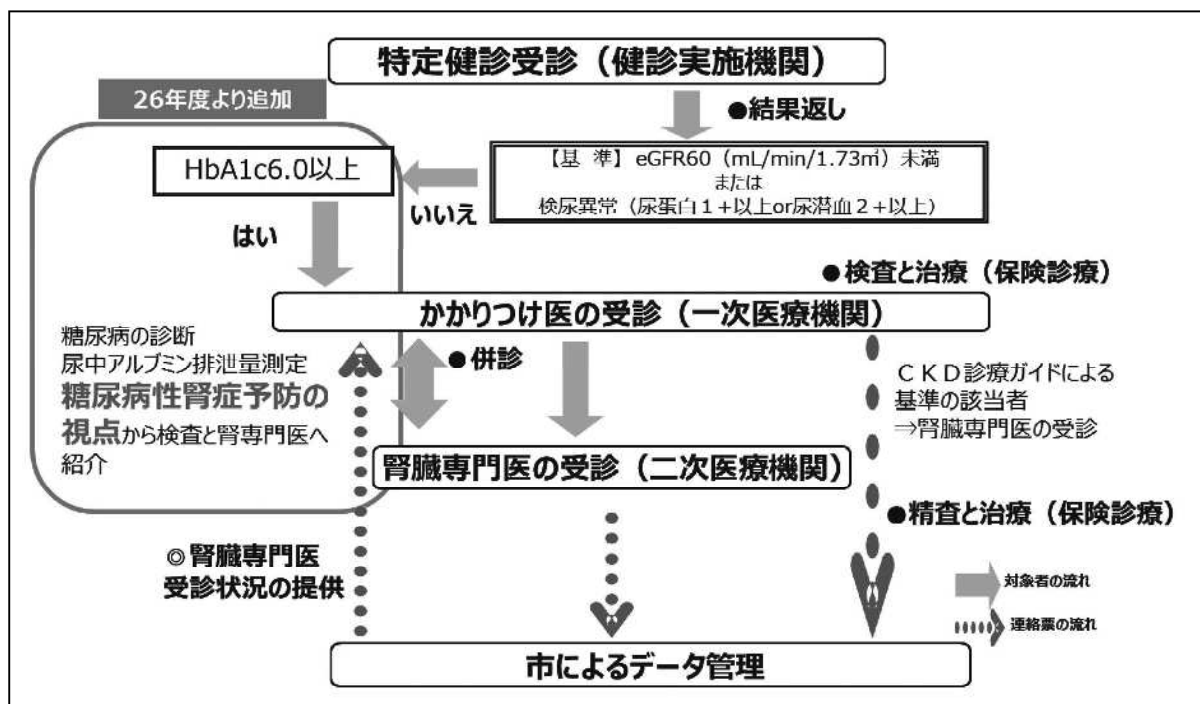 特定健診受診（健診実施機関）
26年度より追加
●結果返し
HbA1c6.0以上
【基 準】eGFR60（mL/min/1.73㎡）未満
または
検尿異常（尿蛋白１+以上or尿潜血２+以上）
いいえ
はい
●検査と治療（保険診療）
かかりつけ医の受診（一次医療機関）
糖尿病の診断
尿中アルブミン排泄量測定
糖尿病性腎症予防の
視点から検査と腎専門医へ
紹介
●併診
ＣＫＤ診療ガイドによる
基準の該当者
⇒腎臓専門医の受診
腎臓専門医の受診（二次医療機関）
●精査と治療（保険診療）
◎腎臓専門医
受診状況の提供
対象者の流れ
連絡票の流れ
市によるデータ管理